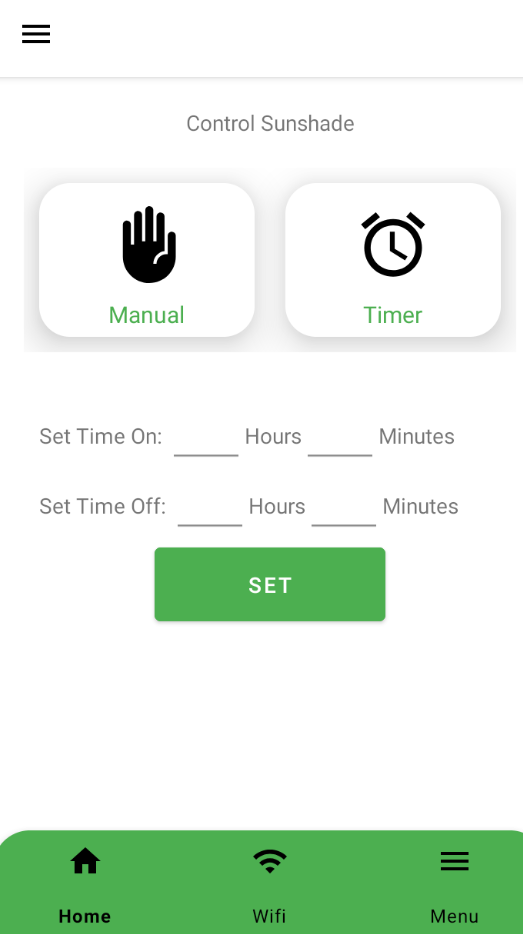 Control Sunshade
Manual Timer
Set Time On: Hours Minutes
Set Time Off: Hours Minutes
SET
Home Wifi Menu